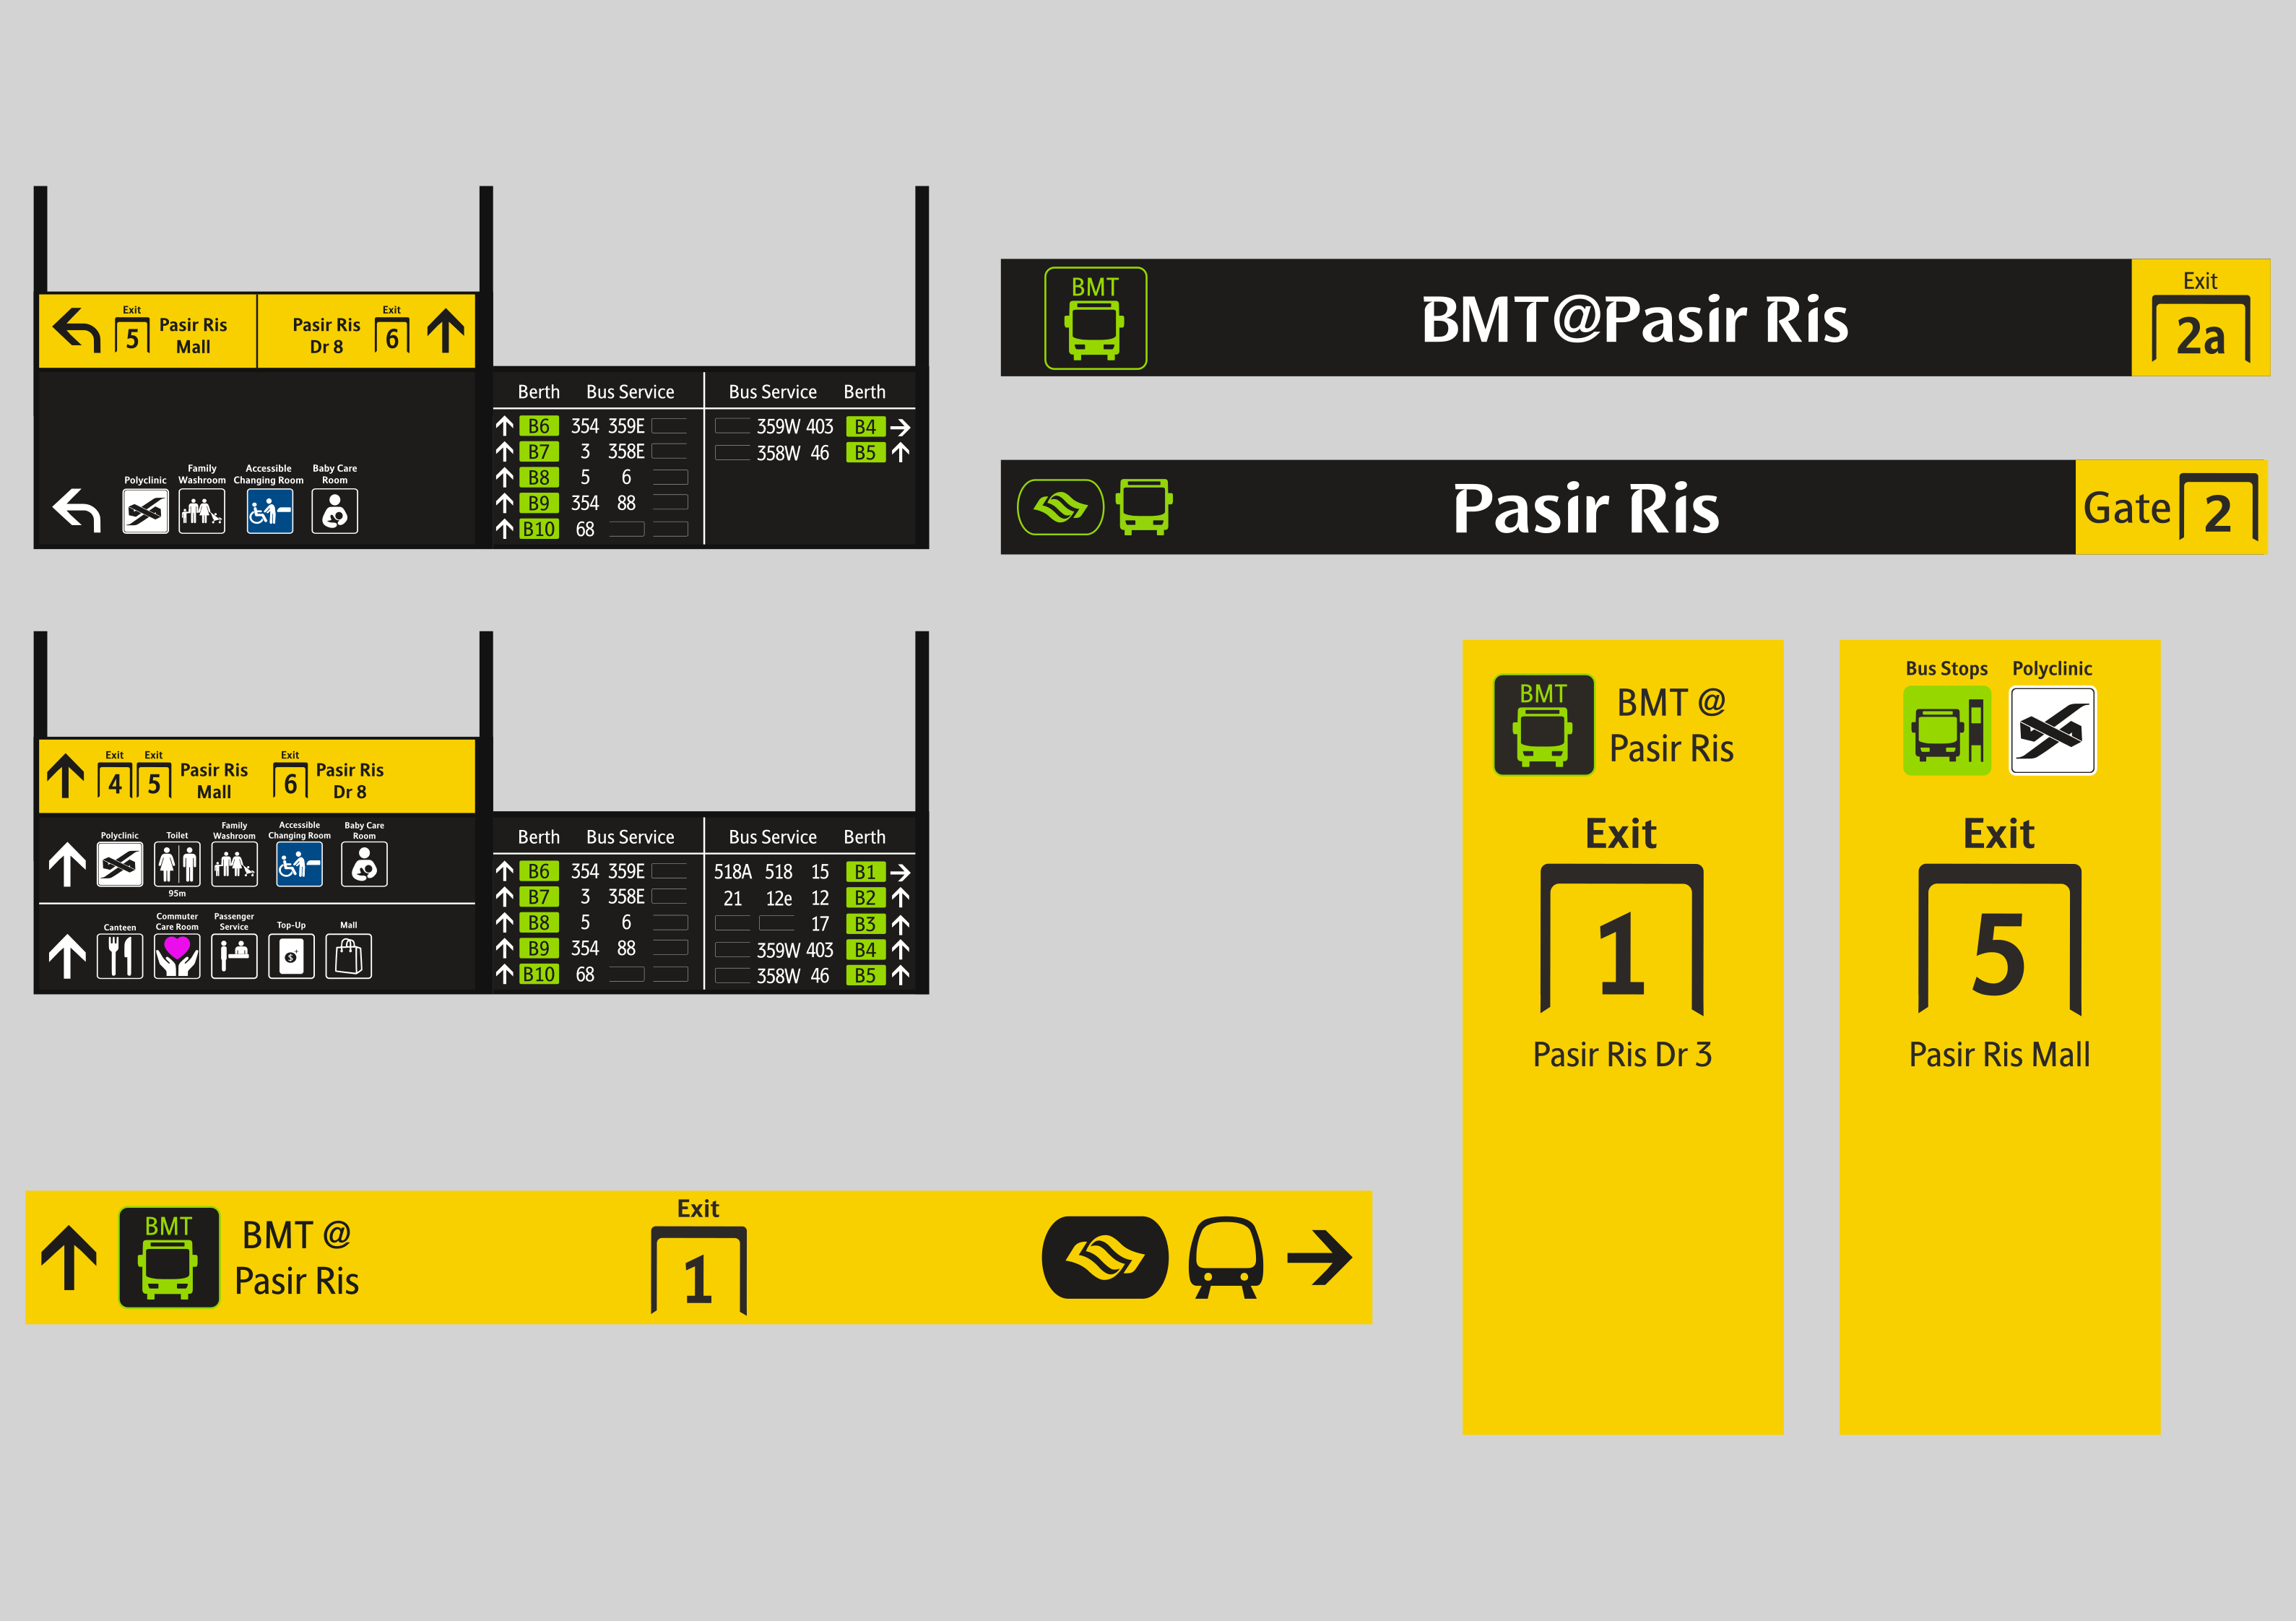 Exit
5
Pasir Ris
Mall
Pasir Ris
Dr 8
Exit
6
Polyclinic
Family
Washroom
Accessible
Changing Room
Baby Care
Room
Berth Bus Service Bus Service Berth
B6 354 359E 359W 403 B4
B7 3 358E 358W 46 B5
B8 5 6
B9 354 88
B10 68
BMT
BMT@Pasir Ris
Exit
2a
Pasir Ris
Gate 2
Exit Exit
4 5
Pasir Ris
Mall
Exit
6
Pasir Ris
Dr 8
Polyclinic
Toilet
95m
Family
Washroom
Accessible
Changing Room
Baby Care
Room
Canteen
Commuter
Care Room
Passenger
Service
Top-Up
$
Mall
Berth Bus Service Bus Service Berth
B6 354 359E 518A 518 15 B1
B7 3 358E 21 12e 12 B2
B8 5 6 17 B3
B9 354 88 359W 403 B4
B10 68 358W 46 B5
BMT
BMT @
Pasir Ris
Exit
1
Pasir Ris Dr 3
Bus Stops
Polyclinic
Exit
5
Pasir Ris Mall
BMT
BMT @
Pasir Ris
Exit
1